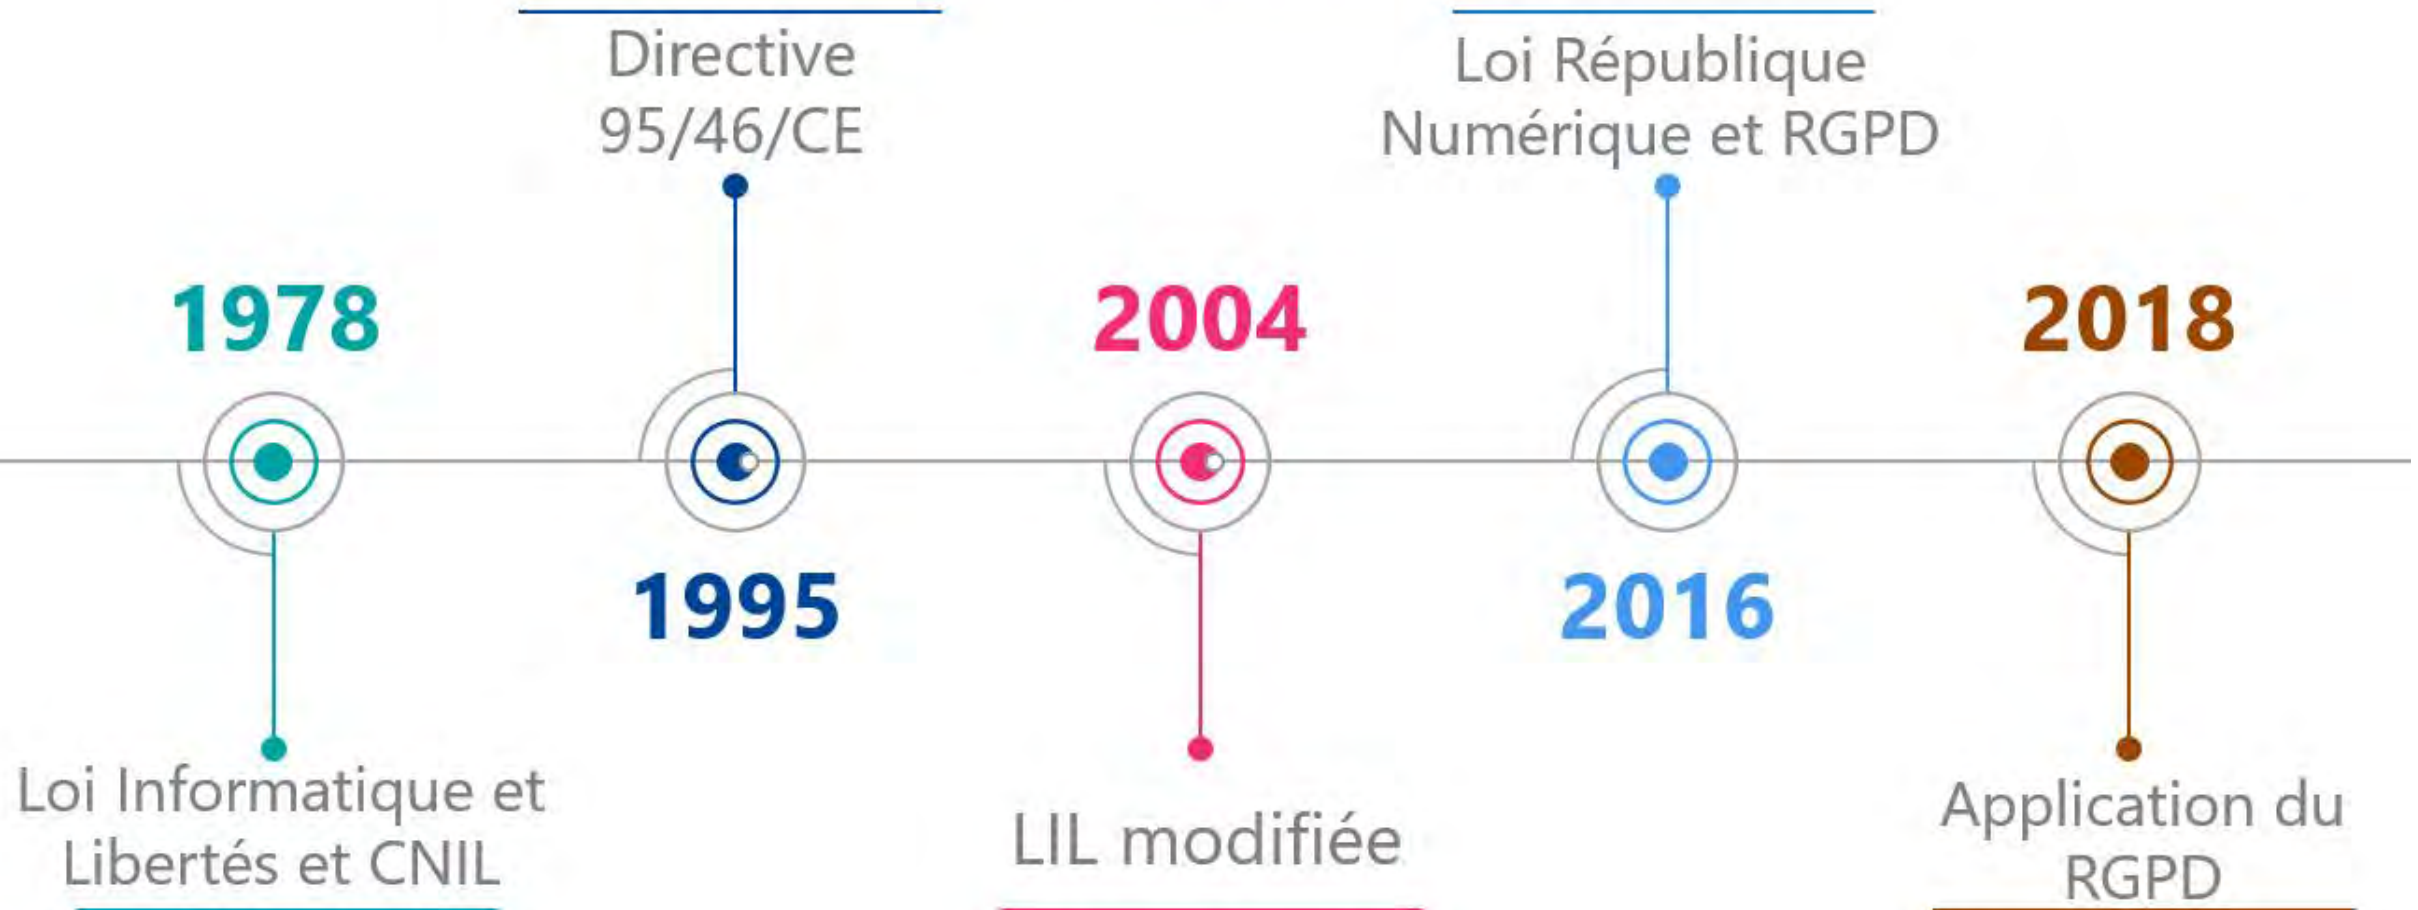 Directive
95/46/CE
Loi République
Numérique et RGPD
1978
2004
2018
1995
2016
Loi Informatique et
Libertés et CNIL
LIL modifiée
Application du
RGPD